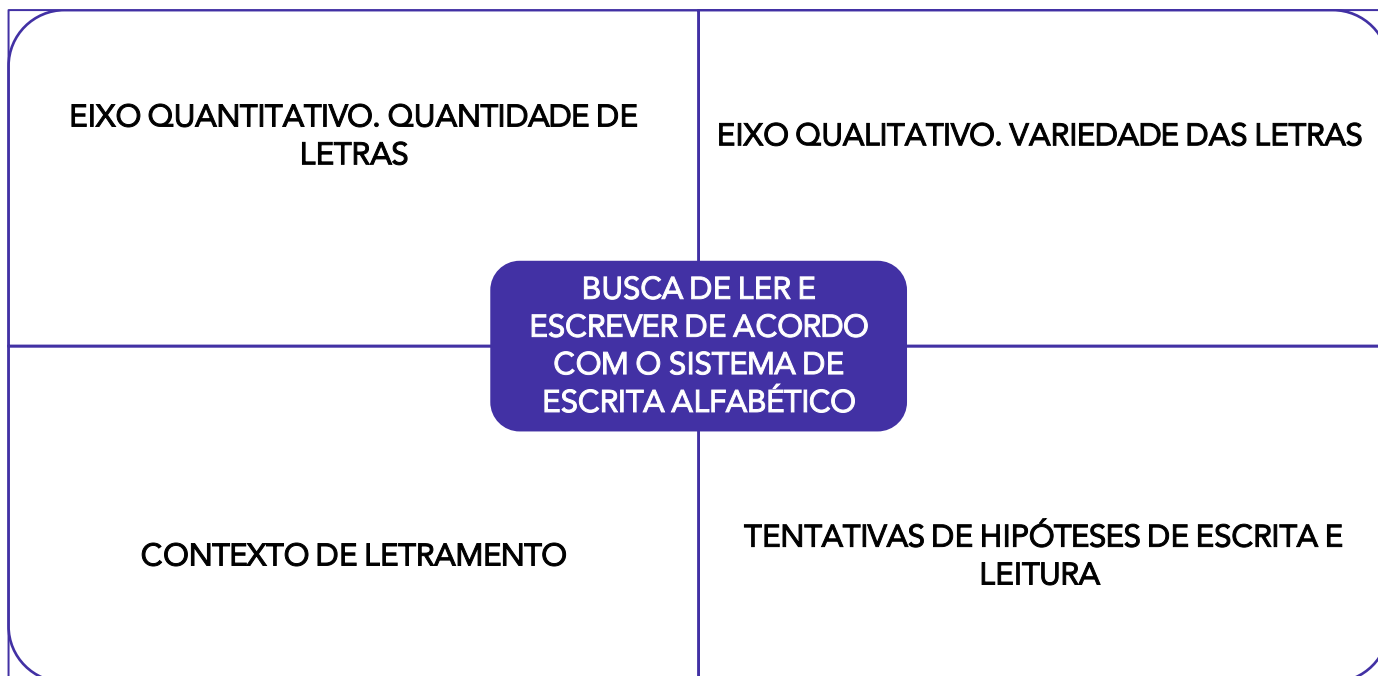 EIXO QUANTITATIVO. QUANTIDADE DE
LETRAS
EIXO QUALITATIVO. VARIEDADE DAS LETRAS
BUSCA DE LER E
ESCREVER DE ACORDO
COM O SISTEMA DE
ESCRITA ALFABÉTICO
CONTEXTO DE LETRAMENTO
TENTATIVAS DE HIPÓTESES DE ESCRITA E
LEITURA